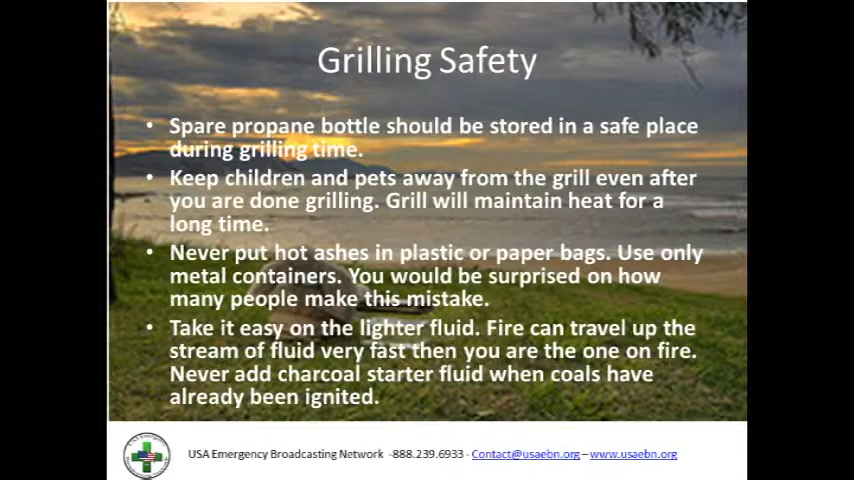 Grilling Safety
• Spare propane bottle should be stored in a safe place
during grilling time.
• Keep children and pets away from the grill even after
you are done grilling. Grill will maintain heat for a
long time.
• Never put hot ashes in plastic or paper bags. Use only
metal containers. You would be surprised on how
many people make this mistake.
• Take it easy on the lighter fluid. Fire can travel up the
stream of fluid very fast then you are the one on fire.
Never add charcoal starter fluid when coals have
already been ignited.
USA Emergency Broadcasting Network -888.239.6933 - Contact@usaebn.org – www.usaebn.org